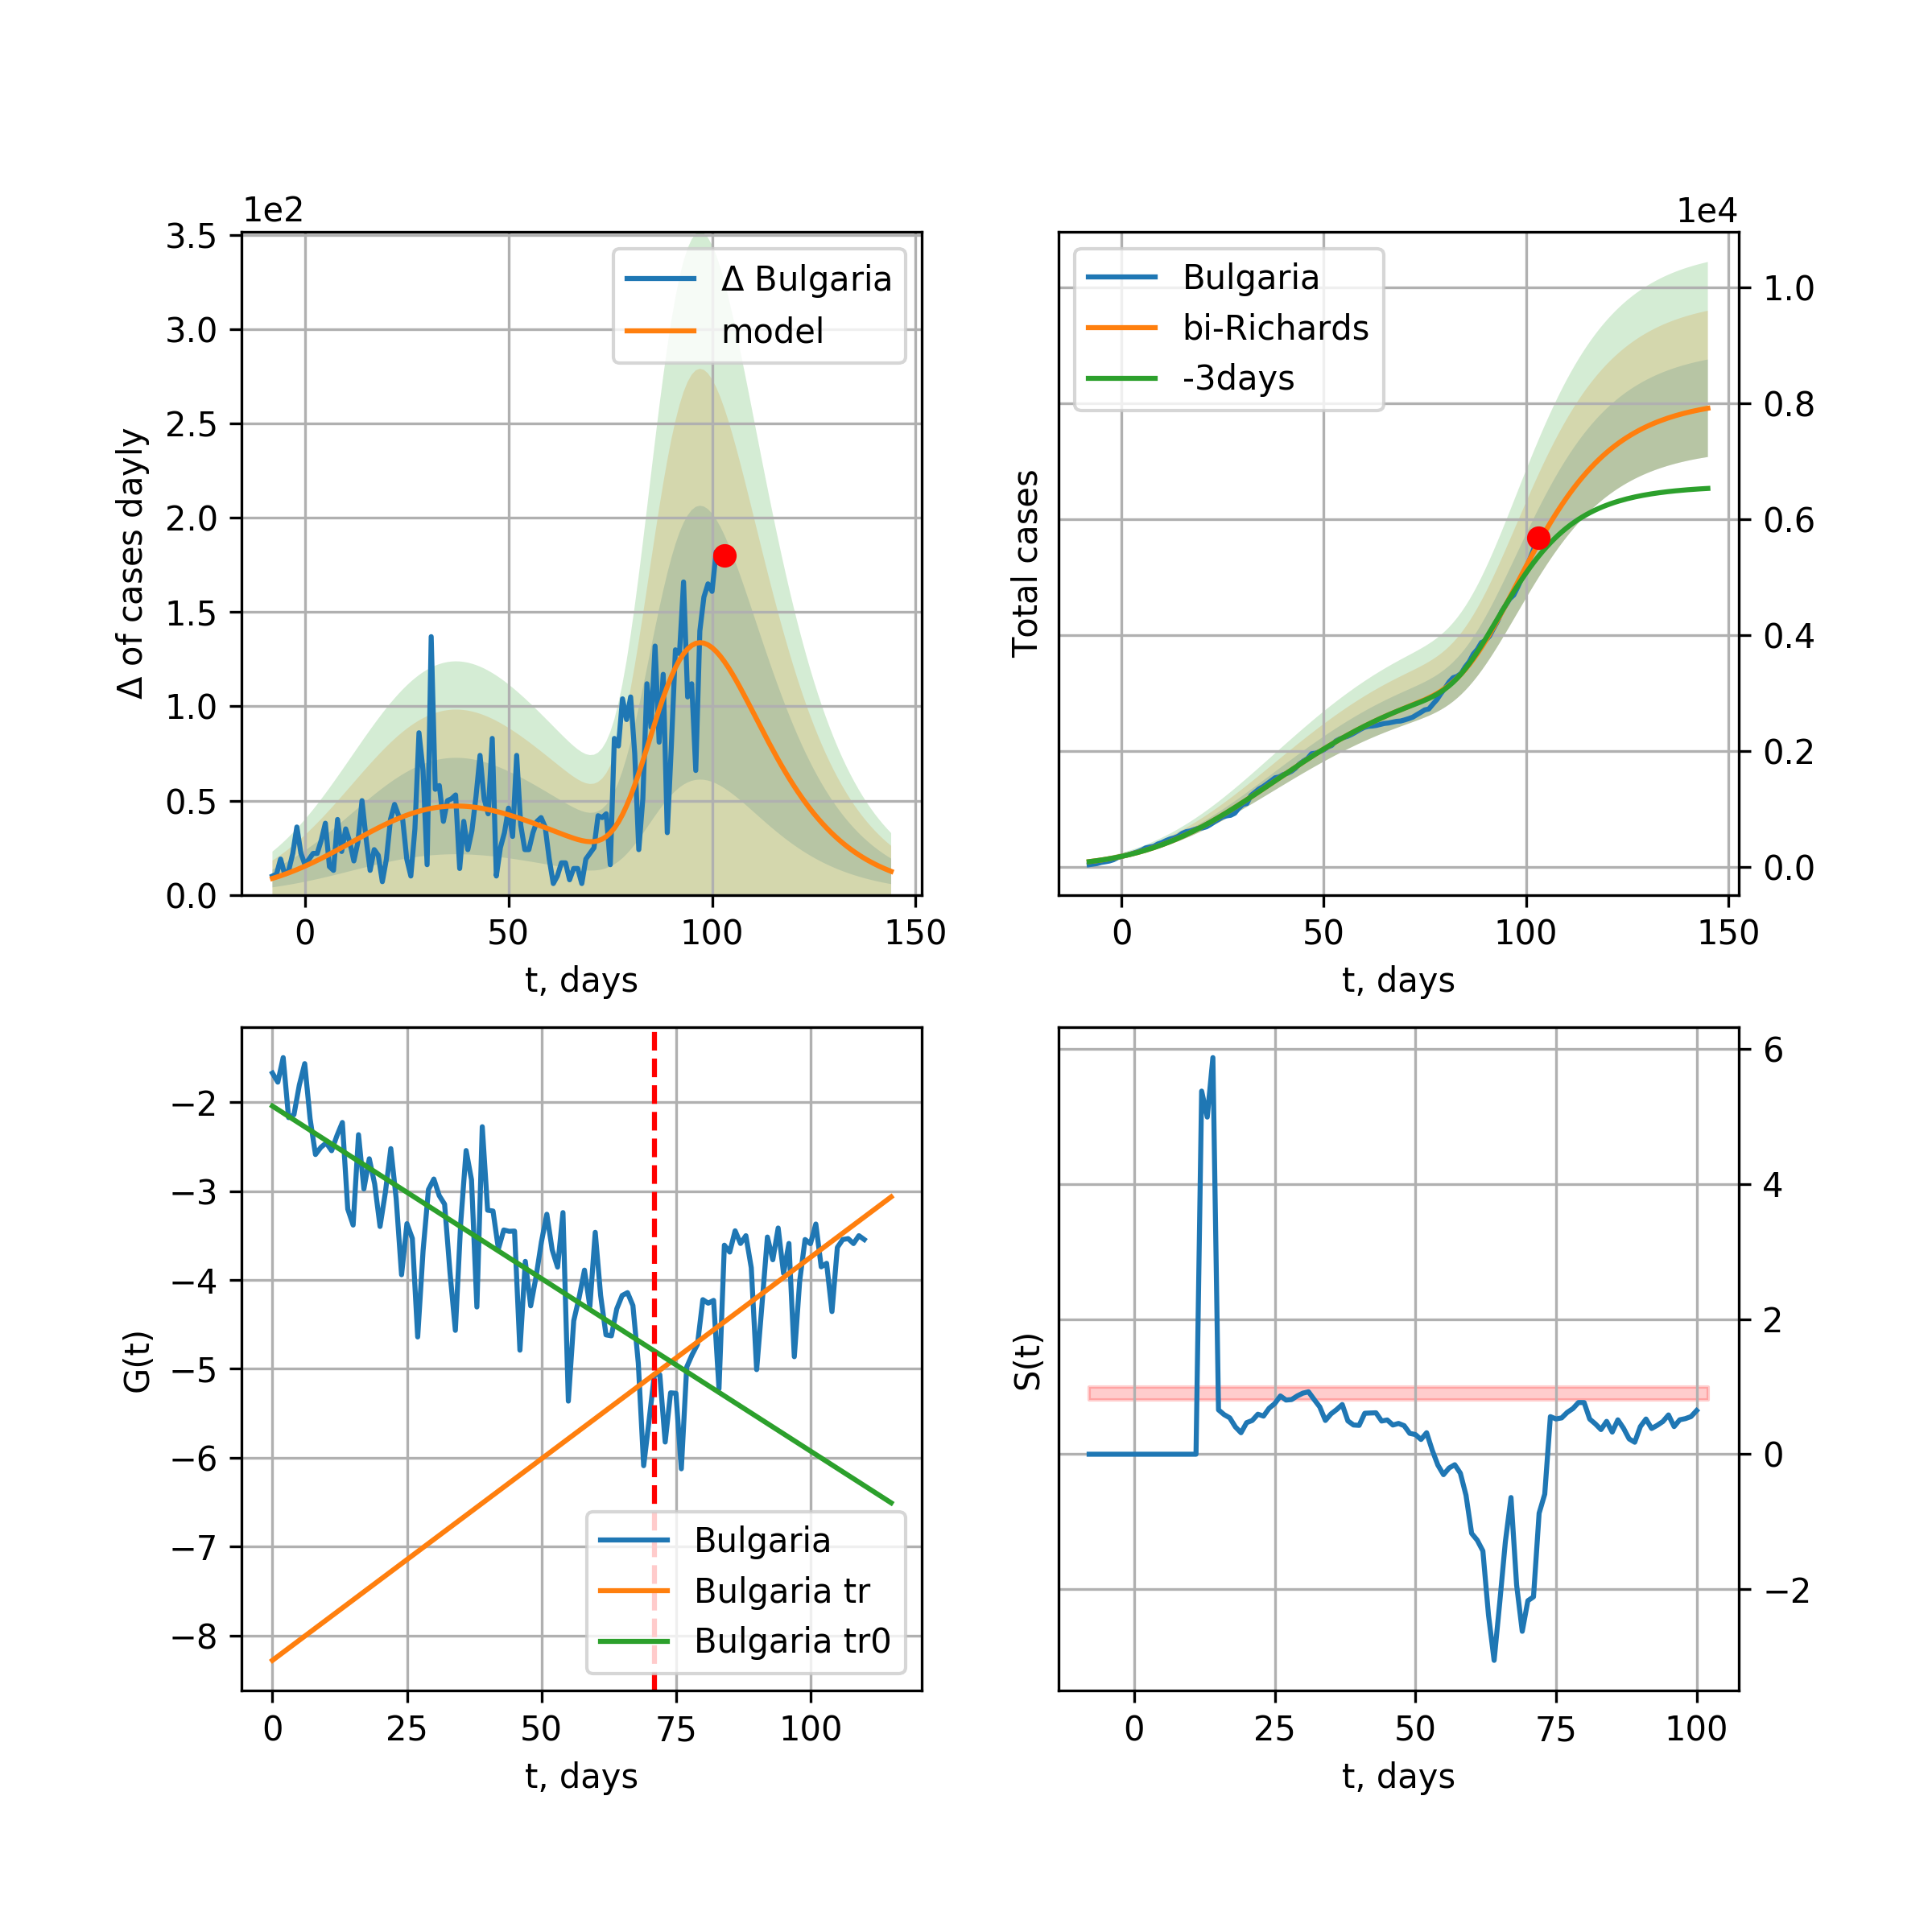 1e2
3.5
3.0
2.5
2.0
1.5
1.0
0.5
0.0
Δ of cases dayly
Δ Bulgaria
model
0 50 100 150
t, days
1e4
Bulgaria
bi-Richards
-3days
Total cases
1.0
0.8
0.6
0.4
0.2
0.0
0 50 100 150
t, days
−2
−3
−4
−5
−6
−7
−8
G(t)
Bulgaria
Bulgaria tr
Bulgaria tr0
0 25 50 75 100
t, days
S(t)
6
4
2
0
−2
0 25 50 75 100
t, days